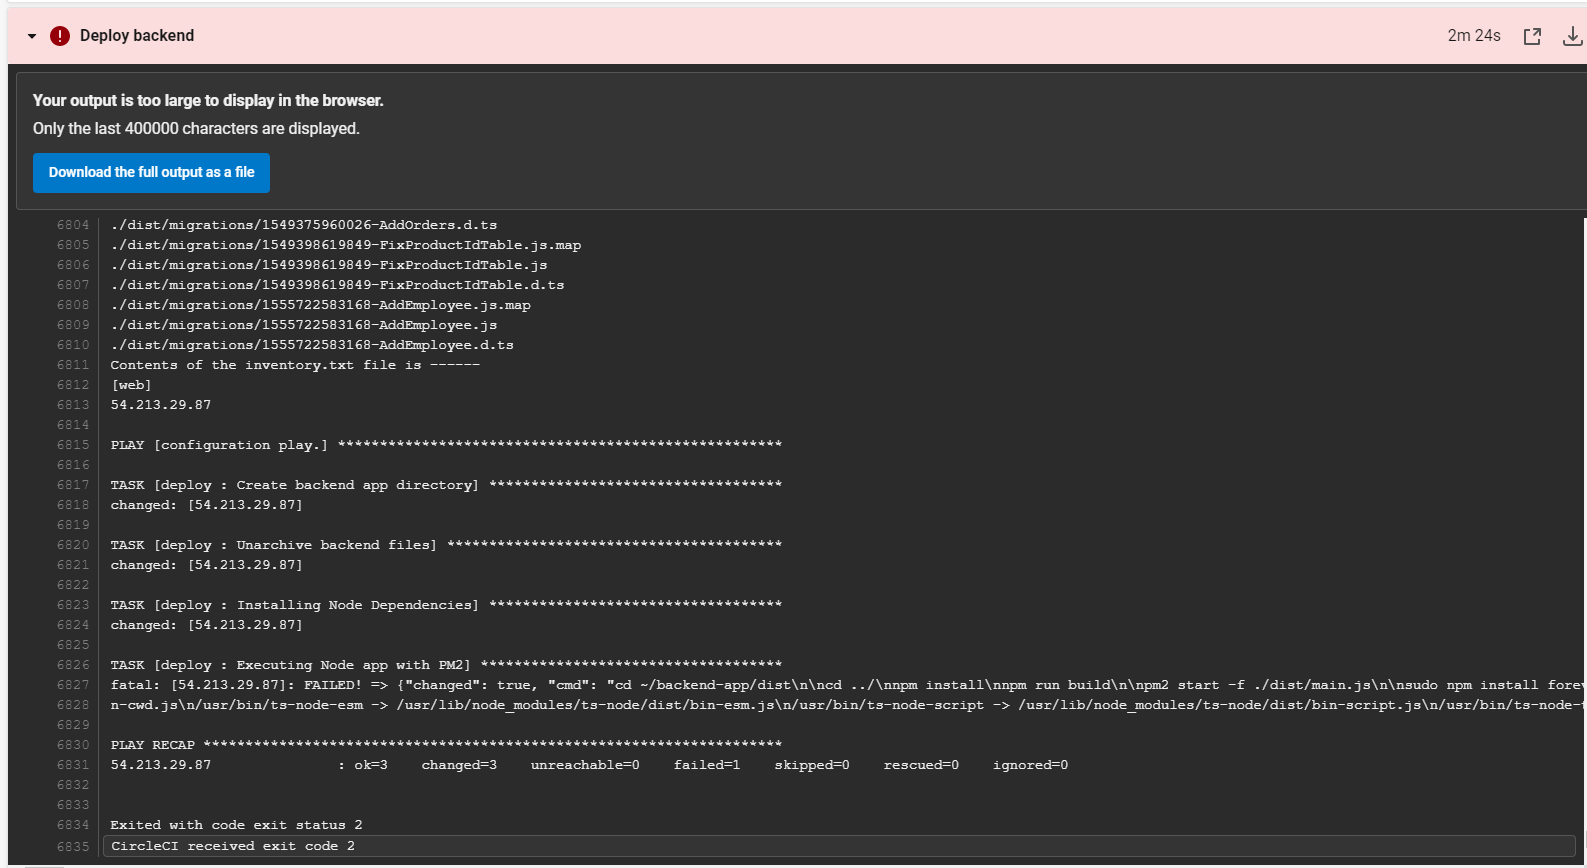 Deploy backend
2m 24s
Your output is too large to display in the browser.
Only the last 400000 characters are displayed.
Download the full output as a file
6804 ./dist/migrations/1549375960026-AddOrders.d.ts
6805 ./dist/migrations/1549398619849-FixProductIdTable.js.map
6806 ./dist/migrations/1549398619849-FixProductIdTable.js
6807 ./dist/migrations/1549398619849-FixProductIdTable.d.ts
6808 ./dist/migrations/1555722583168-AddEmployee.js.map
6809 ./dist/migrations/1555722583168-AddEmployee.js
6810 ./dist/migrations/1555722583168-AddEmployee.d.ts
6811 Contents of the inventory.txt file is ------
6812 [web]
6813 54.213.29.87
6814
6815 PLAY [configuration play.] *****************************************************
6816
6817 TASK [deploy : Create backend app directory] ***********************************
6818 changed: [54.213.29.87]
6819
6820 TASK [deploy : Unarchive backend files] ****************************************
6821 changed: [54.213.29.87]
6822
6823 TASK [deploy : Installing Node Dependencies] ***********************************
6824 changed: [54.213.29.87]
6825
6826 TASK [deploy : Executing Node app with PM2] ************************************
6827 fatal: [54.213.29.87]: FAILED! => {"changed": true, "cmd": "cd ~/backend-app/dist\n\ncd ../\nnpm install\nnpm run build\n\npm2 start -f ./dist/main.js\n\nsudo npm install forev
6828 n-cwd.js\n/usr/bin/ts-node-esm -> /usr/lib/node_modules/ts-node/dist/bin-esm.js\n/usr/bin/ts-node-script -> /usr/lib/node_modules/ts-node/dist/bin-script.js\n/usr/bin/ts-node-t
6829
6830 PLAY RECAP *********************************************************************
6831 54.213.29.87 : ok=3 changed=3 unreachable=0 failed=1 skipped=0 rescued=0 ignored=0
6832
6833
6834 Exited with code exit status 2
6835 CircleCI received exit code 2